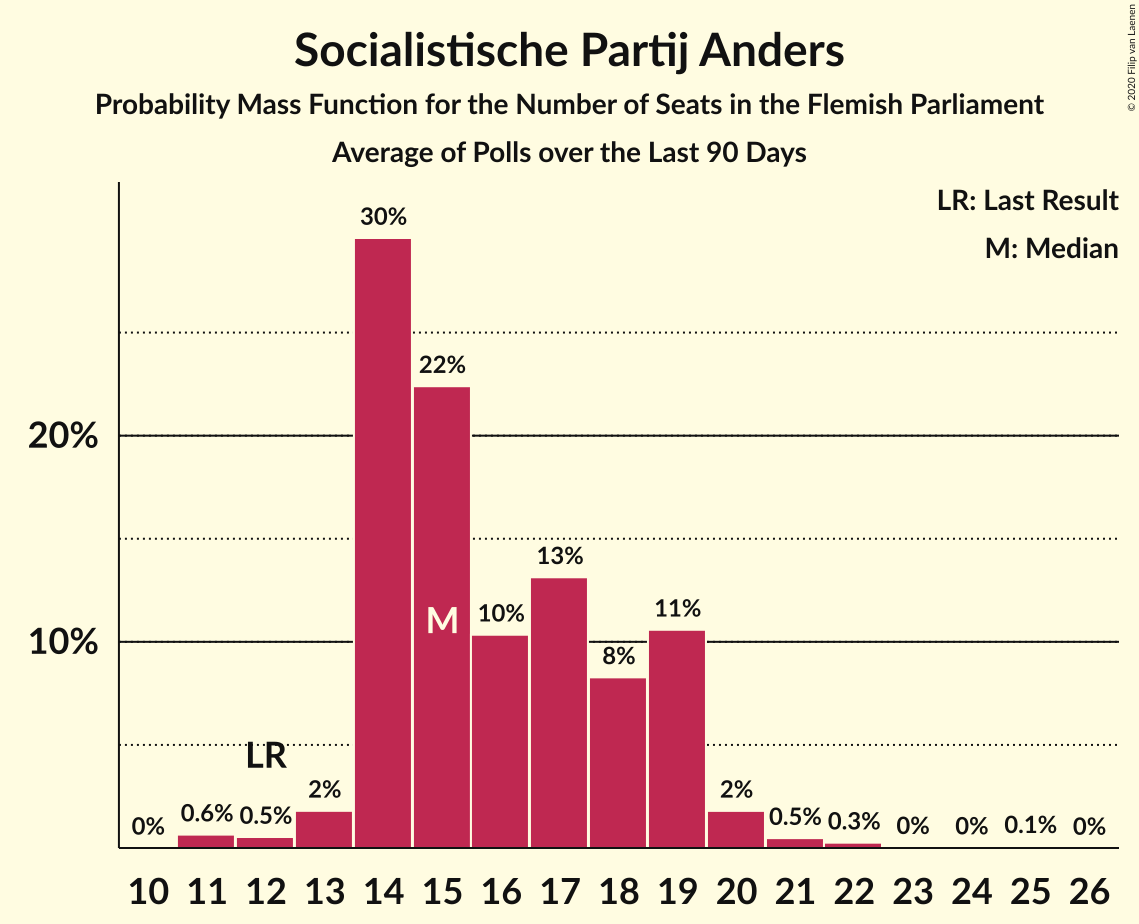 Socialistische Partij Anders
Probability Mass Function for the Number of Seats in the Flemish Parliament
Average of Polls over the Last 90 Days
© 2020 Filip van Laenen
LR: Last Result
M: Median
30%
22%
20%
13%
M
10%
11%
10%
8%
LR
2%
2%
0%
0.6%
0.5%
0.5%
0.3%
0%
0%
0.1%
0%
10 11 12 13 14 15 16 17 18 19 20 21 22 23 24 25 26